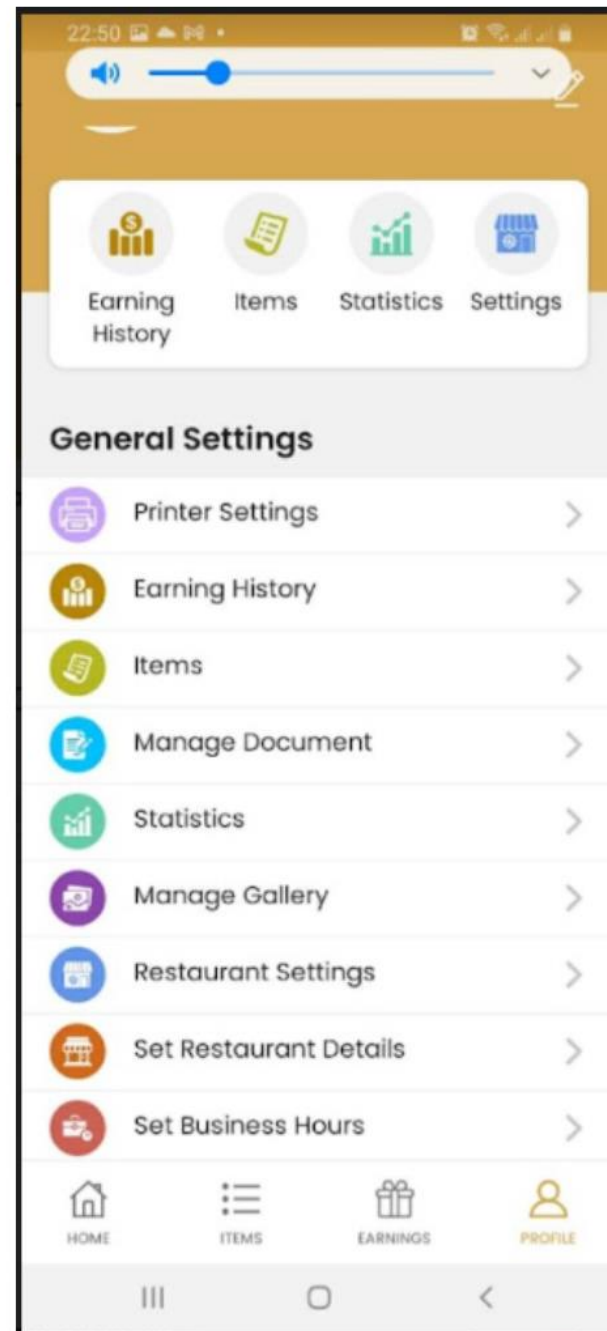 22:50
Earning History
Items
Statistics
Settings
General Settings
Printer Settings
Earning History
Items
Manage Document
Statistics
Manage Gallery
Restaurant Settings
Set Restaurant Details
Set Business Hours
HOME
ITEMS
EARNINGS
PROFILE